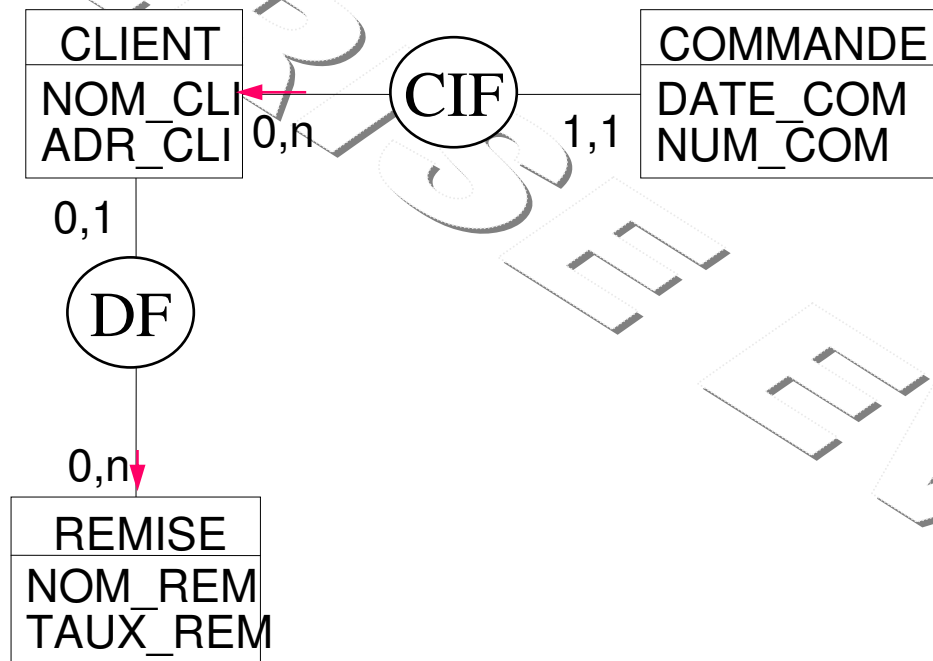 CLIENT
NOM_CLI
ADR_CLI
0,n
CIF
1,1
COMMANDE
DATE_COM
NUM_COM
0,1
DF
0,n
REMISE
NOM_REM
TAUX_REM